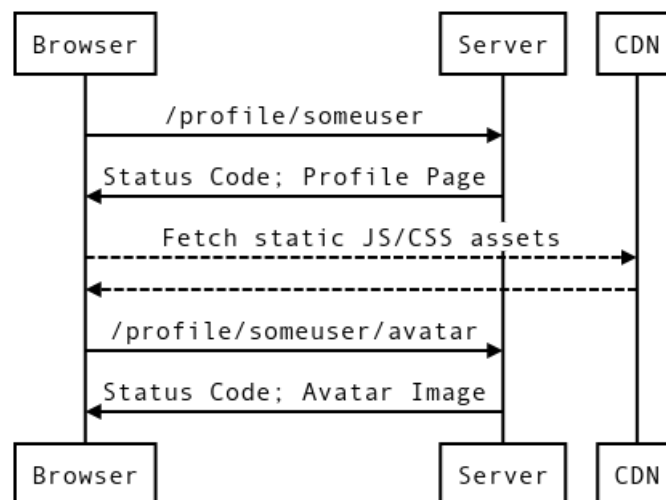 Browser Server CDN
/profile/someuser
Status Code; Profile Page
Fetch static JS/CSS assets
/profile/someuser/avatar
Status Code; Avatar Image
Browser Server CDN